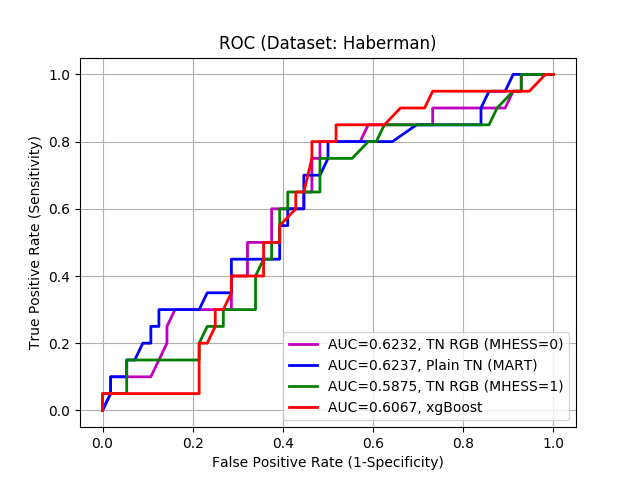 ROC (Dataset: Haberman)
True Positive Rate (Sensitivity)
1.0
0.8
0.6
0.4
0.2
0.0
AUC=0.6232, TN RGB (MHESS=0)
AUC=0.6237, Plain TN (MART)
AUC=0.5875, TN RGB (MHESS=1)
AUC=0.6067, xgBoost
0.0 0.2 0.4 0.6 0.8 1.0
False Positive Rate (1-Specificity)